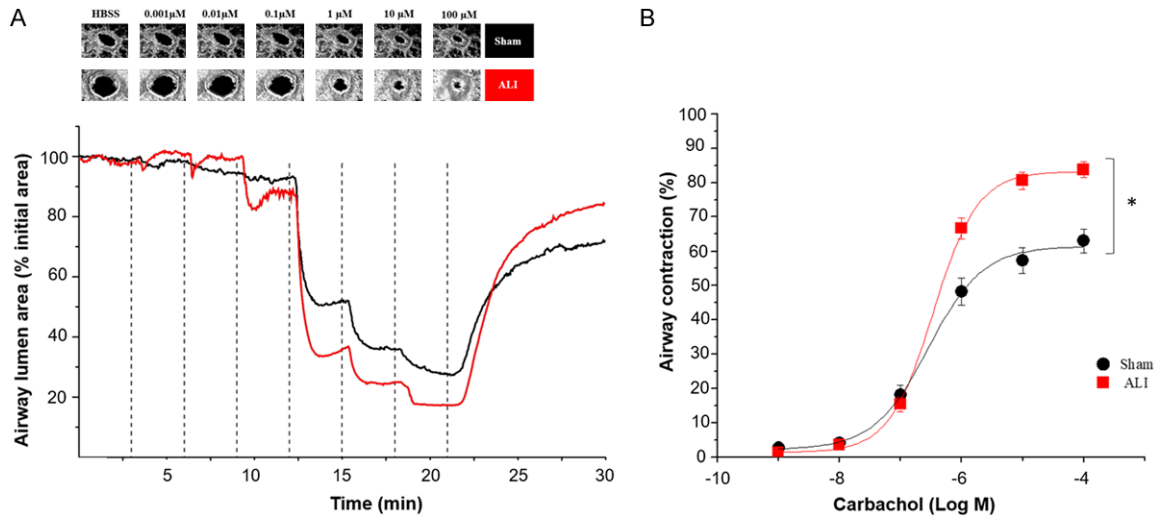 A
HBSS 0.001µM 0.01µM 0.1µM 1 µM 10 µM 100 µM
Sham
ALI
Airway lumen area (% initial area)
100
80
60
40
20
5 10 15 20 25 30
Time (min)
B
Airway contraction (%)
100
90
80
70
60
50
40
30
20
10
0
*
Sham
ALI
-10 -8 -6 -4
Carbachol (Log M)